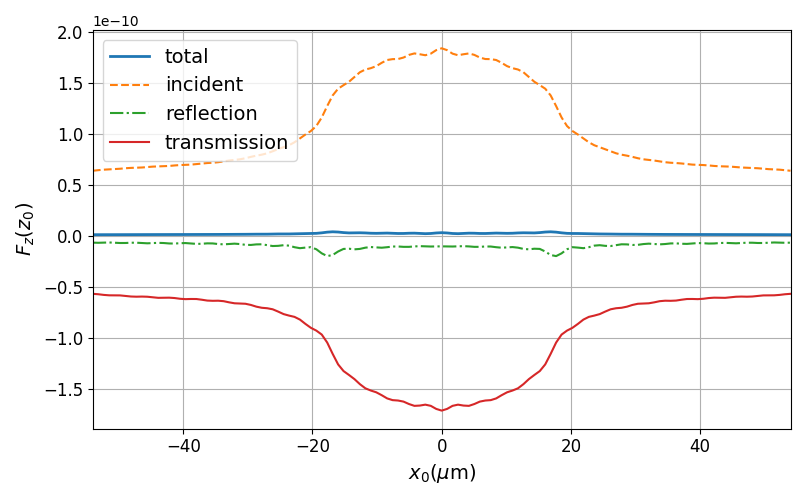 1e−10
2.0
1.5
1.0
0.5
0.0
−0.5
−1.0
−1.5
total
incident
reflection
transmission
F_z(z_0)
−40 −20 0 20 40
x_0(μm)